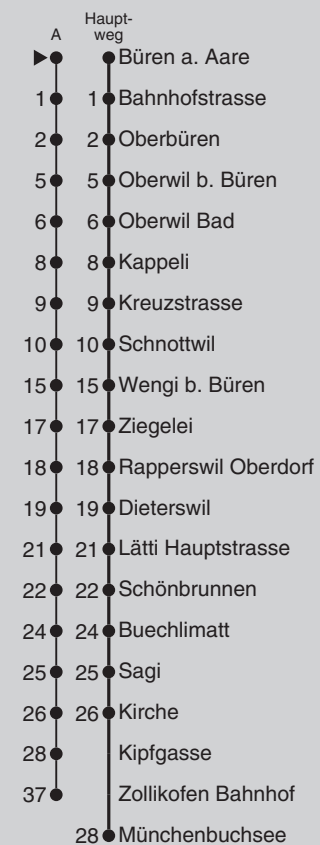 A Haupt-
weg
Büren a. Aare
1 1 Bahnhofstrasse
2 2 Oberbüren
5 5 Oberwil b. Büren
6 6 Oberwil Bad
8 8 Kappeli
9 9 Kreuzstrasse
10 10 Schnottwil
15 15 Wengi b. Büren
17 17 Ziegelei
18 18 Rapperswil Oberdorf
19 19 Dieterswil
21 21 Lätti Hauptstrasse
22 22 Schönbrunnen
24 24 Buechlimatt
25 25 Sagi
26 26 Kirche
28 Kipfgasse
37 Zollikofen Bahnhof
28 Münchenbuchsee